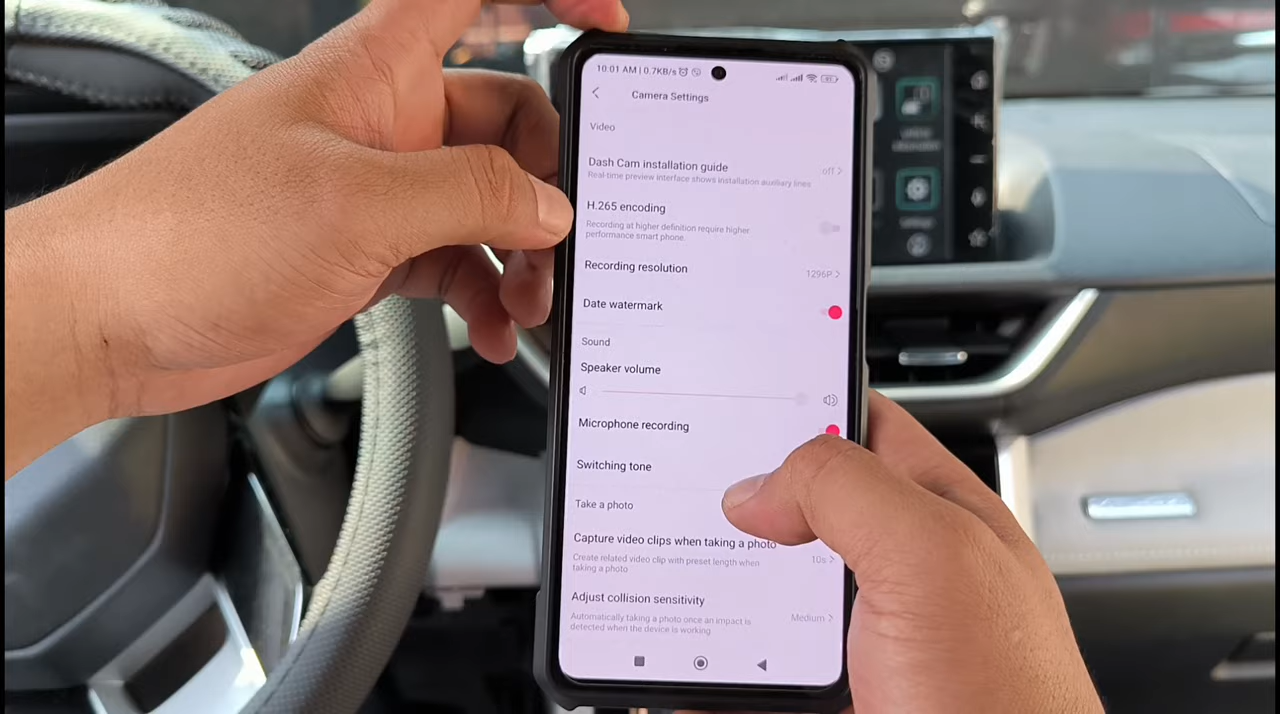 10:01 AM | 0.7KB/s
Camera Settings
Video
Dash Cam installation guide
off
Real-time preview interface shows installation auxiliary lines
H.265 encoding
Recording at higher definition require higher
performance smart phone.
Recording resolution
1296P
Date watermark
Sound
Speaker volume
Microphone recording
Switching tone
Take a photo
Capture video clips when taking a photo
10s
Create related video clip with preset length when
taking a photo
Adjust collision sensitivity
Medium
Automatically taking a photo once an impact is
detected when the device is working